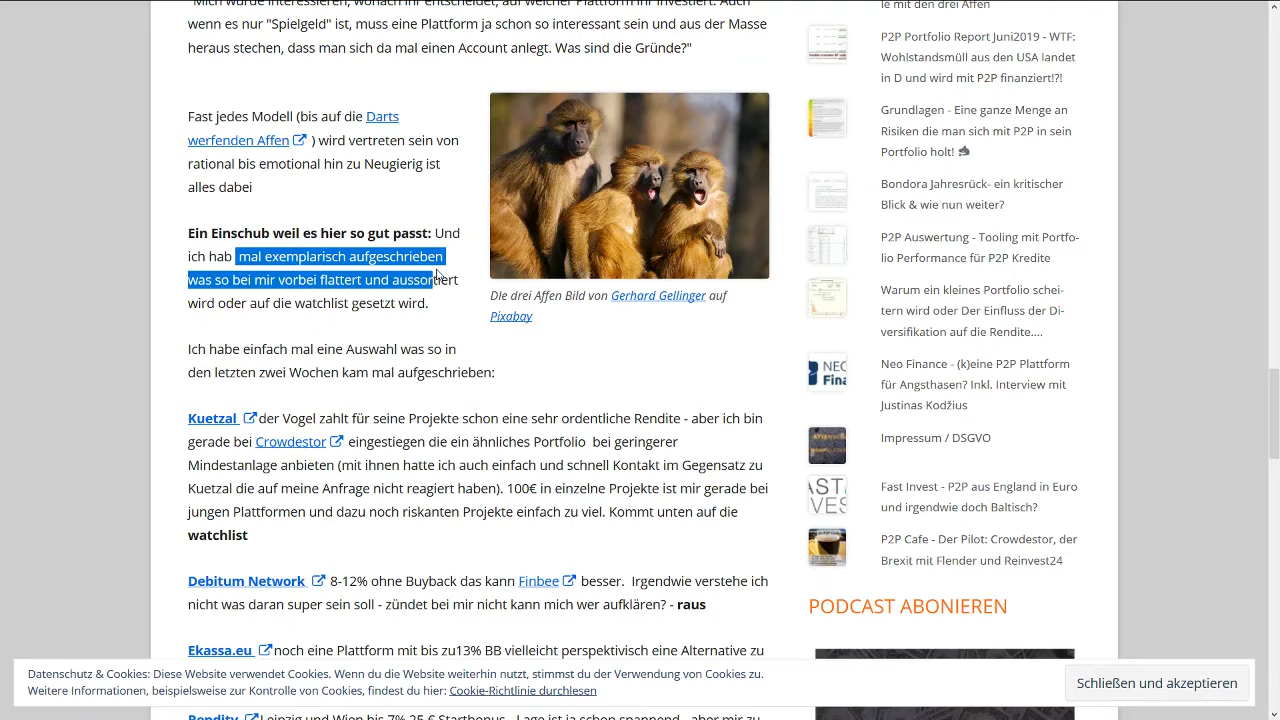 "Mich würde interessieren, wonach ihr entscheidet, auf welcher Plattform ihr investiert. Auch
wenn es nur "Spielgeld" ist, muss eine Plattform ja schon so interessant sein und aus der Masse
herausstechen, damit man sich da mal einen Account anlegt. Was sind die Gründe?"
Fast jedes Modell (bis auf die Darts
werfenden Affen ) wird vertreten sein von
rational bis emotional hin zu Neugierig ist
alles dabei
Ein Einschub weil es hier so gut passt: Und
ich hab mal exemplarisch aufgeschrieben
was so bei mir vorbei flattert und aussortiert
wird oder auf die watchlist gesetzt wird.
DIe drei Affen Bild von Gerhard Gellinger auf
Pixabay
Ich habe einfach mal eine Auswahl was so in
den letzten zwei Wochen kam mal aufgeschrieben:
Kuetzal der Vogel zahlt für seine Projekte schon eine sehr ordentliche Rendite - aber ich bin
gerade bei Crowdestor eingestiegen die ein ähnliches Portfolio bei geringerer
Mindestanlage anbieten (mit ihnen hatte ich auch einfach und schnell Kontakt im Gegensatz zu
Kuetzal die auf meine Anfrage nicht reagiert haben). 100€ in einzelne Projekte ist mir gerade bei
jungen Plattformen und dazu noch riskanten Projekte einfach zu viel. Kommt unten auf die
watchlist
Debitum Network 8-12% ohne Buyback das kann Finbee besser. Irgendwie verstehe ich
nicht was daran super sein soll - zündet bei mir nicht kann mich wer aufklären? - raus
Ekassa.eu noch eine Plattform mit bis zu13% BB vielleicht perspektivisch eine Alternative zu
le mit den drei Affen
P2P Portfolio Report Juni2019 - WTF:
Wohlstandsmüll aus den USA landet
in D und wird mit P2P finanziert!?!
Grundlagen - Eine ganze Menge an
Risiken die man sich mit P2P in sein
Portfolio holt!
Bondora Jahresrück- ein kritischer
Blick & wie nun weiter?
P2P Auswertung - Tooling mit Portfo-
lio Performance für P2P Kredite
Warum ein kleines Portfolio schei-
tern wird oder Der Einfluss der Di-
versifikation auf die Rendite....
Neo Finance - (k)eine P2P Plattform
für Angsthasen? Inkl. Interview mit
Justinas Kodžius
Impressum / DSGVO
Fast Invest - P2P aus England in Euro
und irgendwie doch Baltisch?
P2P Cafe - Der Pilot: Crowdestor, der
Brexit mit Flender und Reinvest24
PODCAST ABONIEREN
Datenschutz & Cookies: Diese Website verwendet Cookies. Wenn du die Website weiterhin nutzt, stimmst du der Verwendung von Cookies zu.
Weitere Informationen, beispielsweise zur Kontrolle von Cookies, findest du hier: Cookie-Richtlinie durchlesen
Schließen und akzeptieren